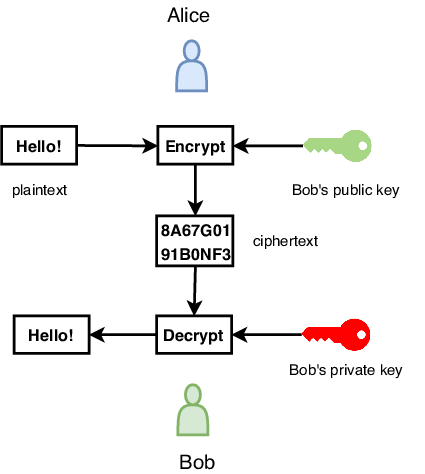 Alice
Hello!
Encrypt
plaintext
Bob's public key
8A67G01
91B0NF3
ciphertext
Hello!
Decrypt
Bob's private key
Bob